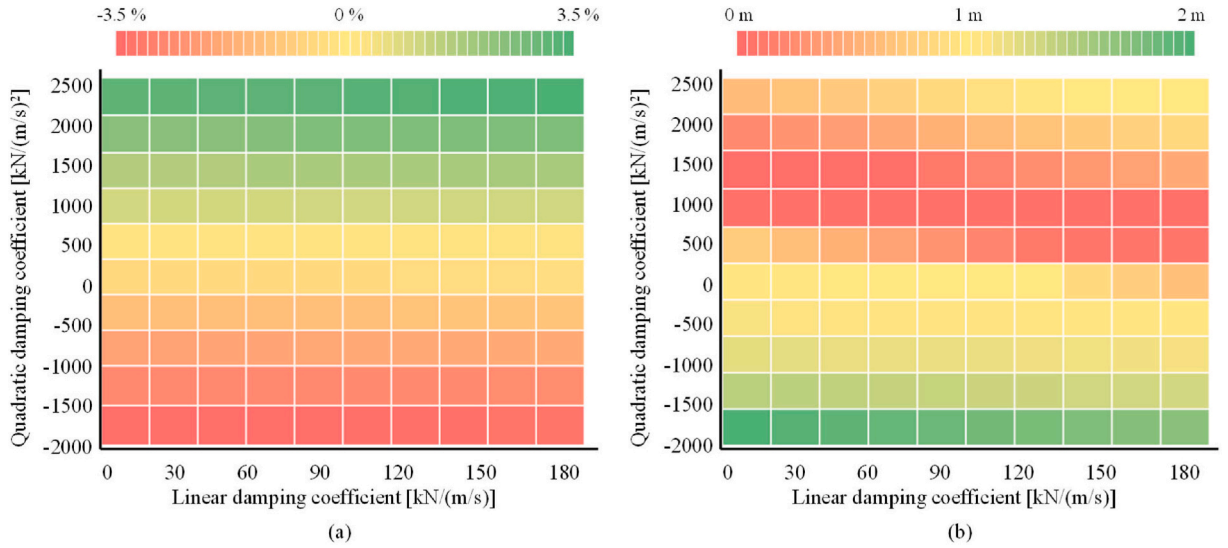 -3.5 % 0 % 3.5 %
Quadratic damping coefficient [kN/(m/s)²]
2500
2000
1500
1000
500
0
-500
-1000
-1500
-2000
0 30 60 90 120 150 180
Linear damping coefficient [kN/(m/s)]
(a)
0 m 1 m 2 m
Quadratic damping coefficient [kN/(m/s)²]
2500
2000
1500
1000
500
0
-500
-1000
-1500
-2000
0 30 60 90 120 150 180
Linear damping coefficient [kN/(m/s)]
(b)